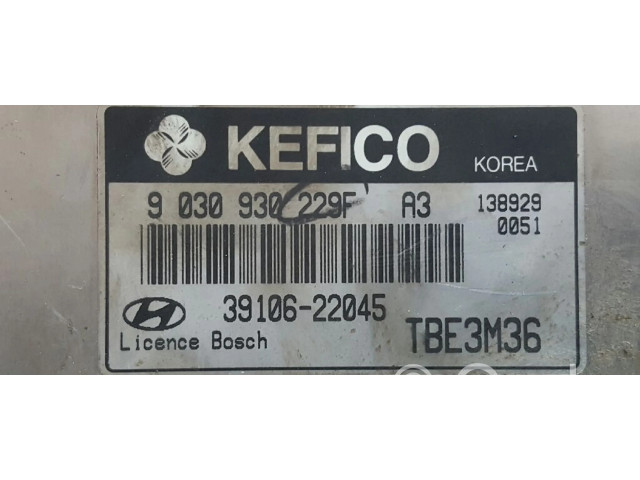 KEFICO KOREA
9 030 930 229F A3 138929
0051
39106-22045
Licence Bosch TBE3M36